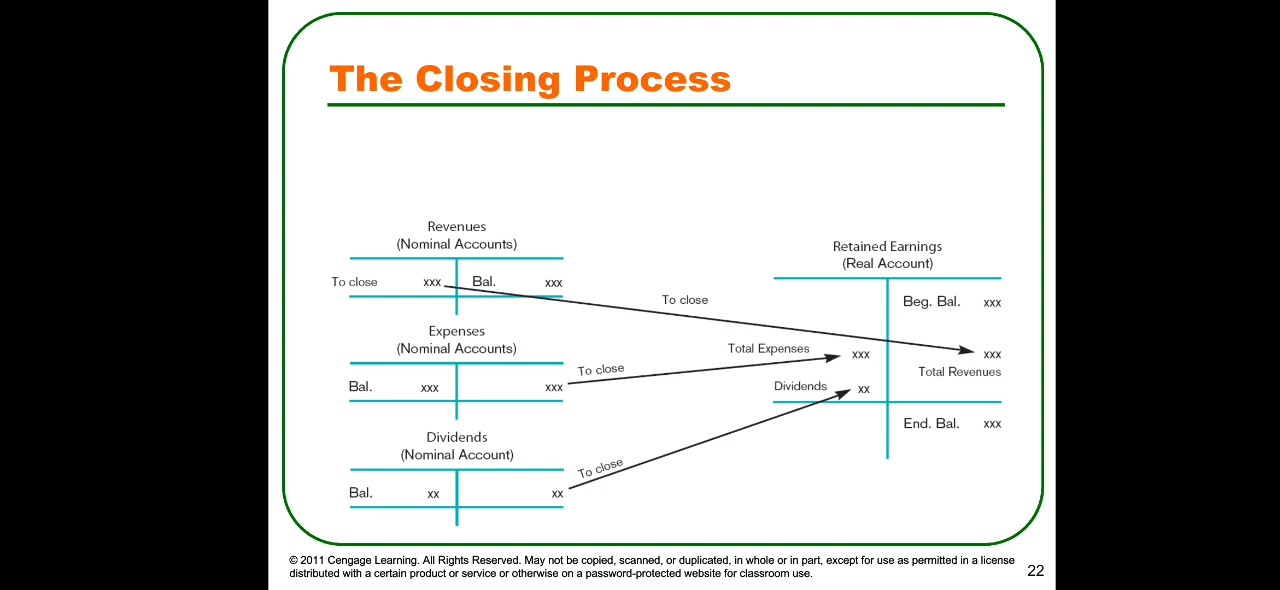 The Closing Process
Revenues
(Nominal Accounts)
To close xxx Bal. xxx
Expenses
(Nominal Accounts)
Bal. xxx xxx
Dividends
(Nominal Account)
Bal. xx xx
To close
To close
To close
Retained Earnings
(Real Account)
Beg. Bal. xxx
Total Expenses xxx xxx
Total Revenues
Dividends xx
End. Bal. xxx
© 2011 Cengage Learning. All Rights Reserved. May not be copied, scanned, or duplicated, in whole or in part, except for use as permitted in a license
distributed with a certain product or service or otherwise on a password-protected website for classroom use.
22